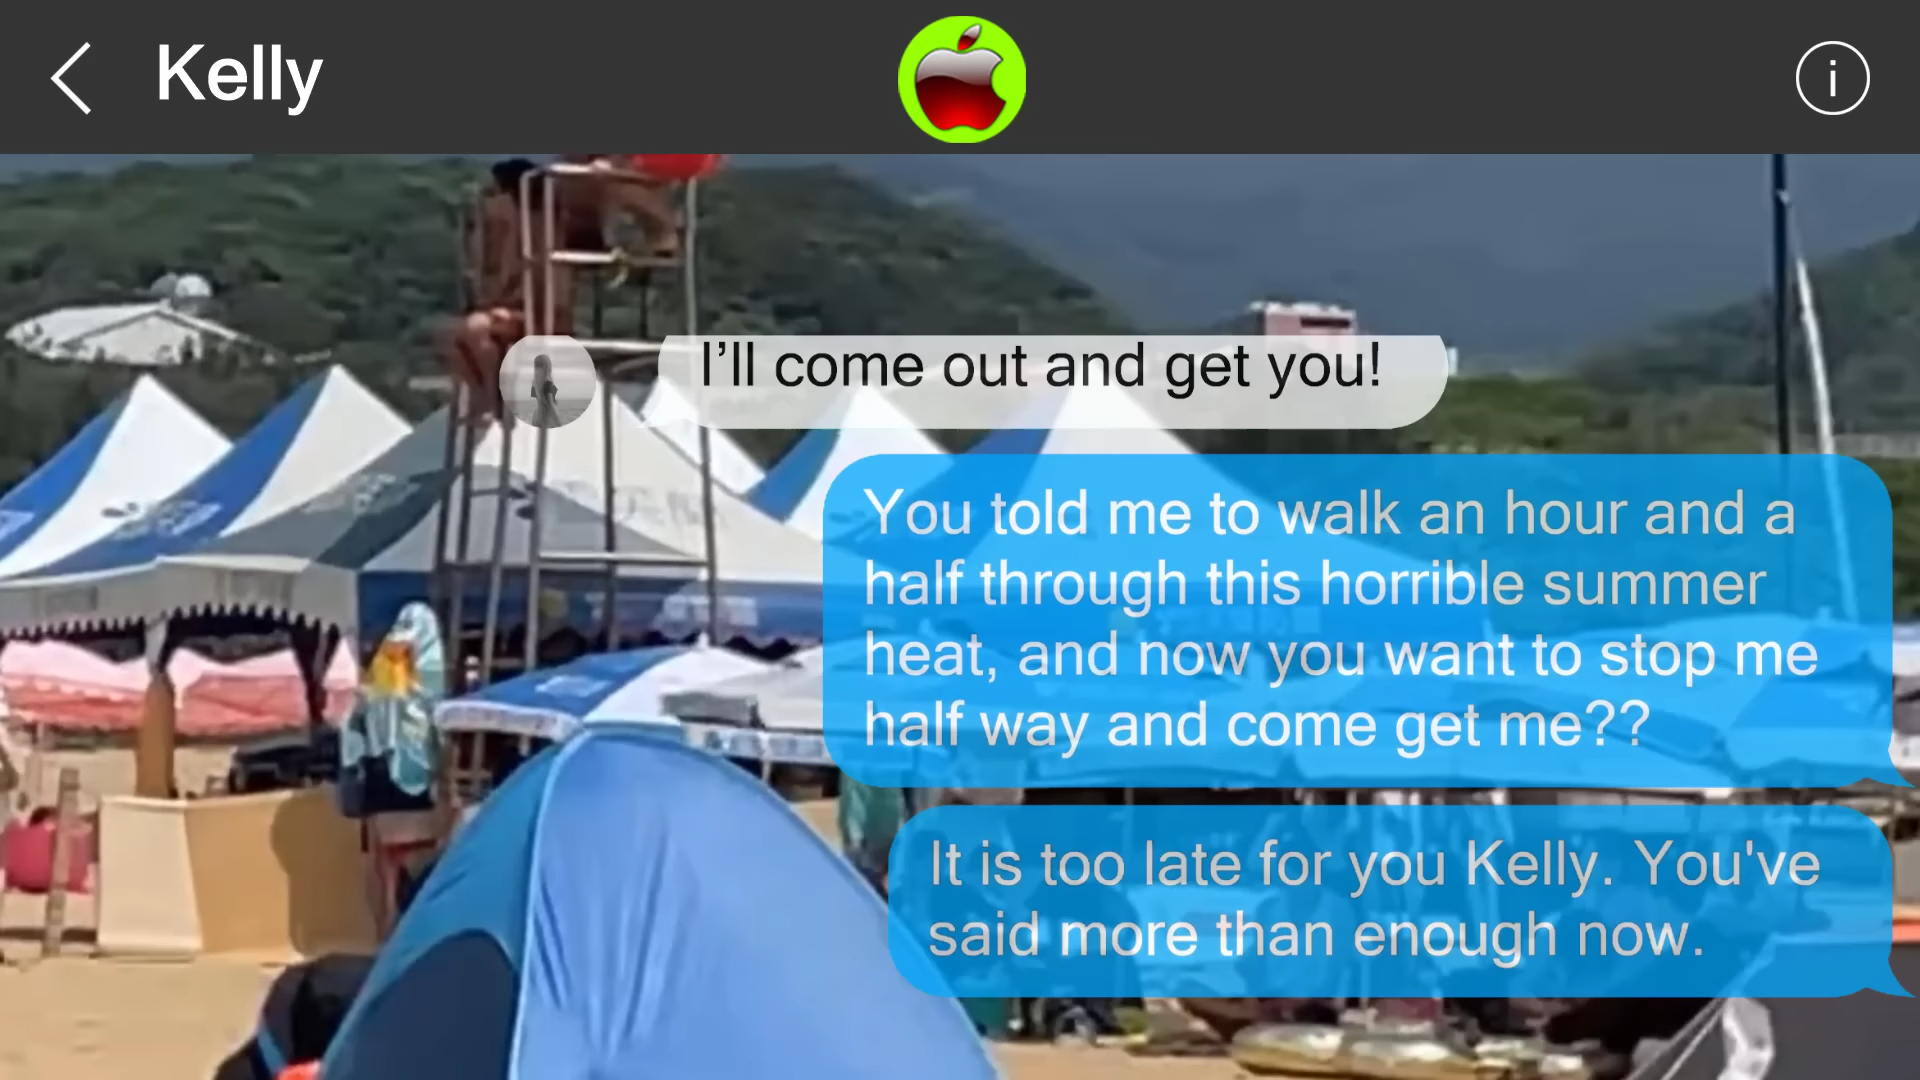 Kelly
I’ll come out and get you!
You told me to walk an hour and a
half through this horrible summer
heat, and now you want to stop me
half way and come get me??
It is too late for you Kelly. You've
said more than enough now.